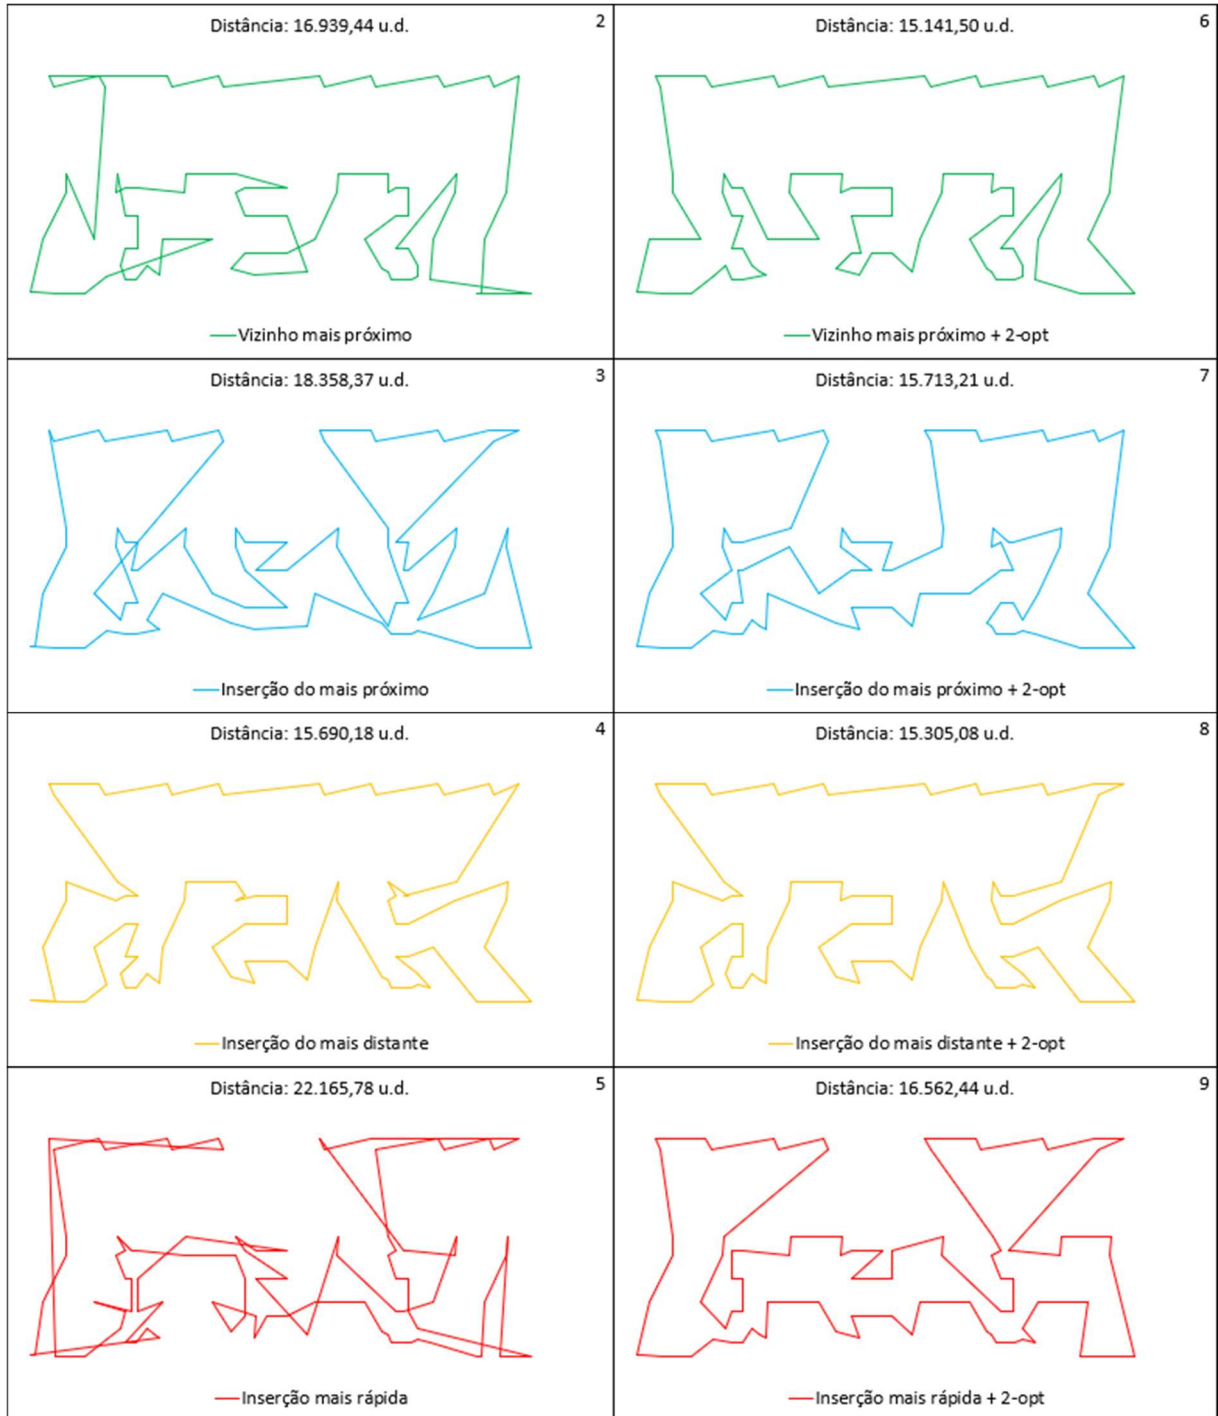 Distância: 16.939,44 u.d.
2
Vizinho mais próximo
Distância: 15.141,50 u.d.
6
Vizinho mais próximo + 2-opt
Distância: 18.358,37 u.d.
3
Inserção do mais próximo
Distância: 15.713,21 u.d.
7
Inserção do mais próximo + 2-opt
Distância: 15.690,18 u.d.
4
Inserção do mais distante
Distância: 15.305,08 u.d.
8
Inserção do mais distante + 2-opt
Distância: 22.165,78 u.d.
5
Inserção mais rápida
Distância: 16.562,44 u.d.
9
Inserção mais rápida + 2-opt